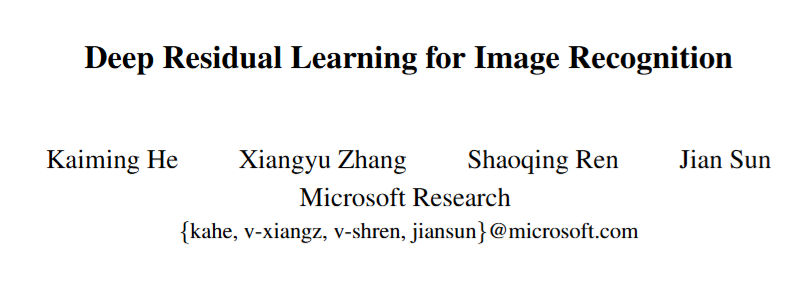 Deep Residual Learning for Image Recognition
Kaiming He Xiangyu Zhang Shaoqing Ren Jian Sun
Microsoft Research
{kahe, v-xiangz, v-shren, jiansun}@microsoft.com